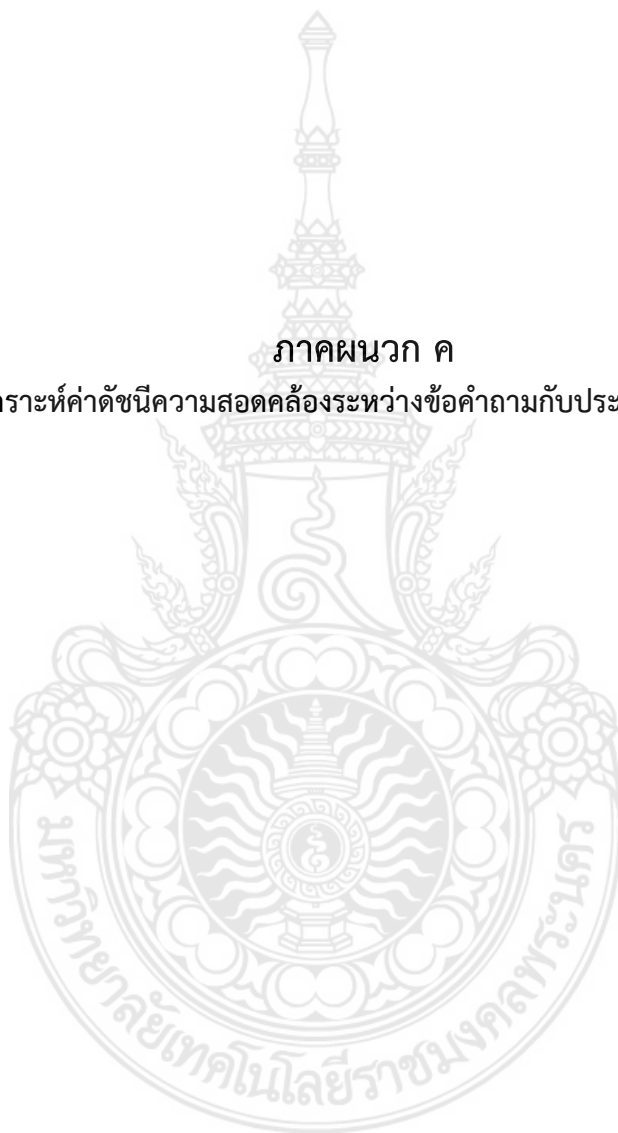 ภาคผนวก ค
เคราะห์ค่าดัชนีความสอดคล้องระหว่างข้อคำถามกับประ
มหาวิทยาลัยเทคโนโลยีราชมงคลพระนคร